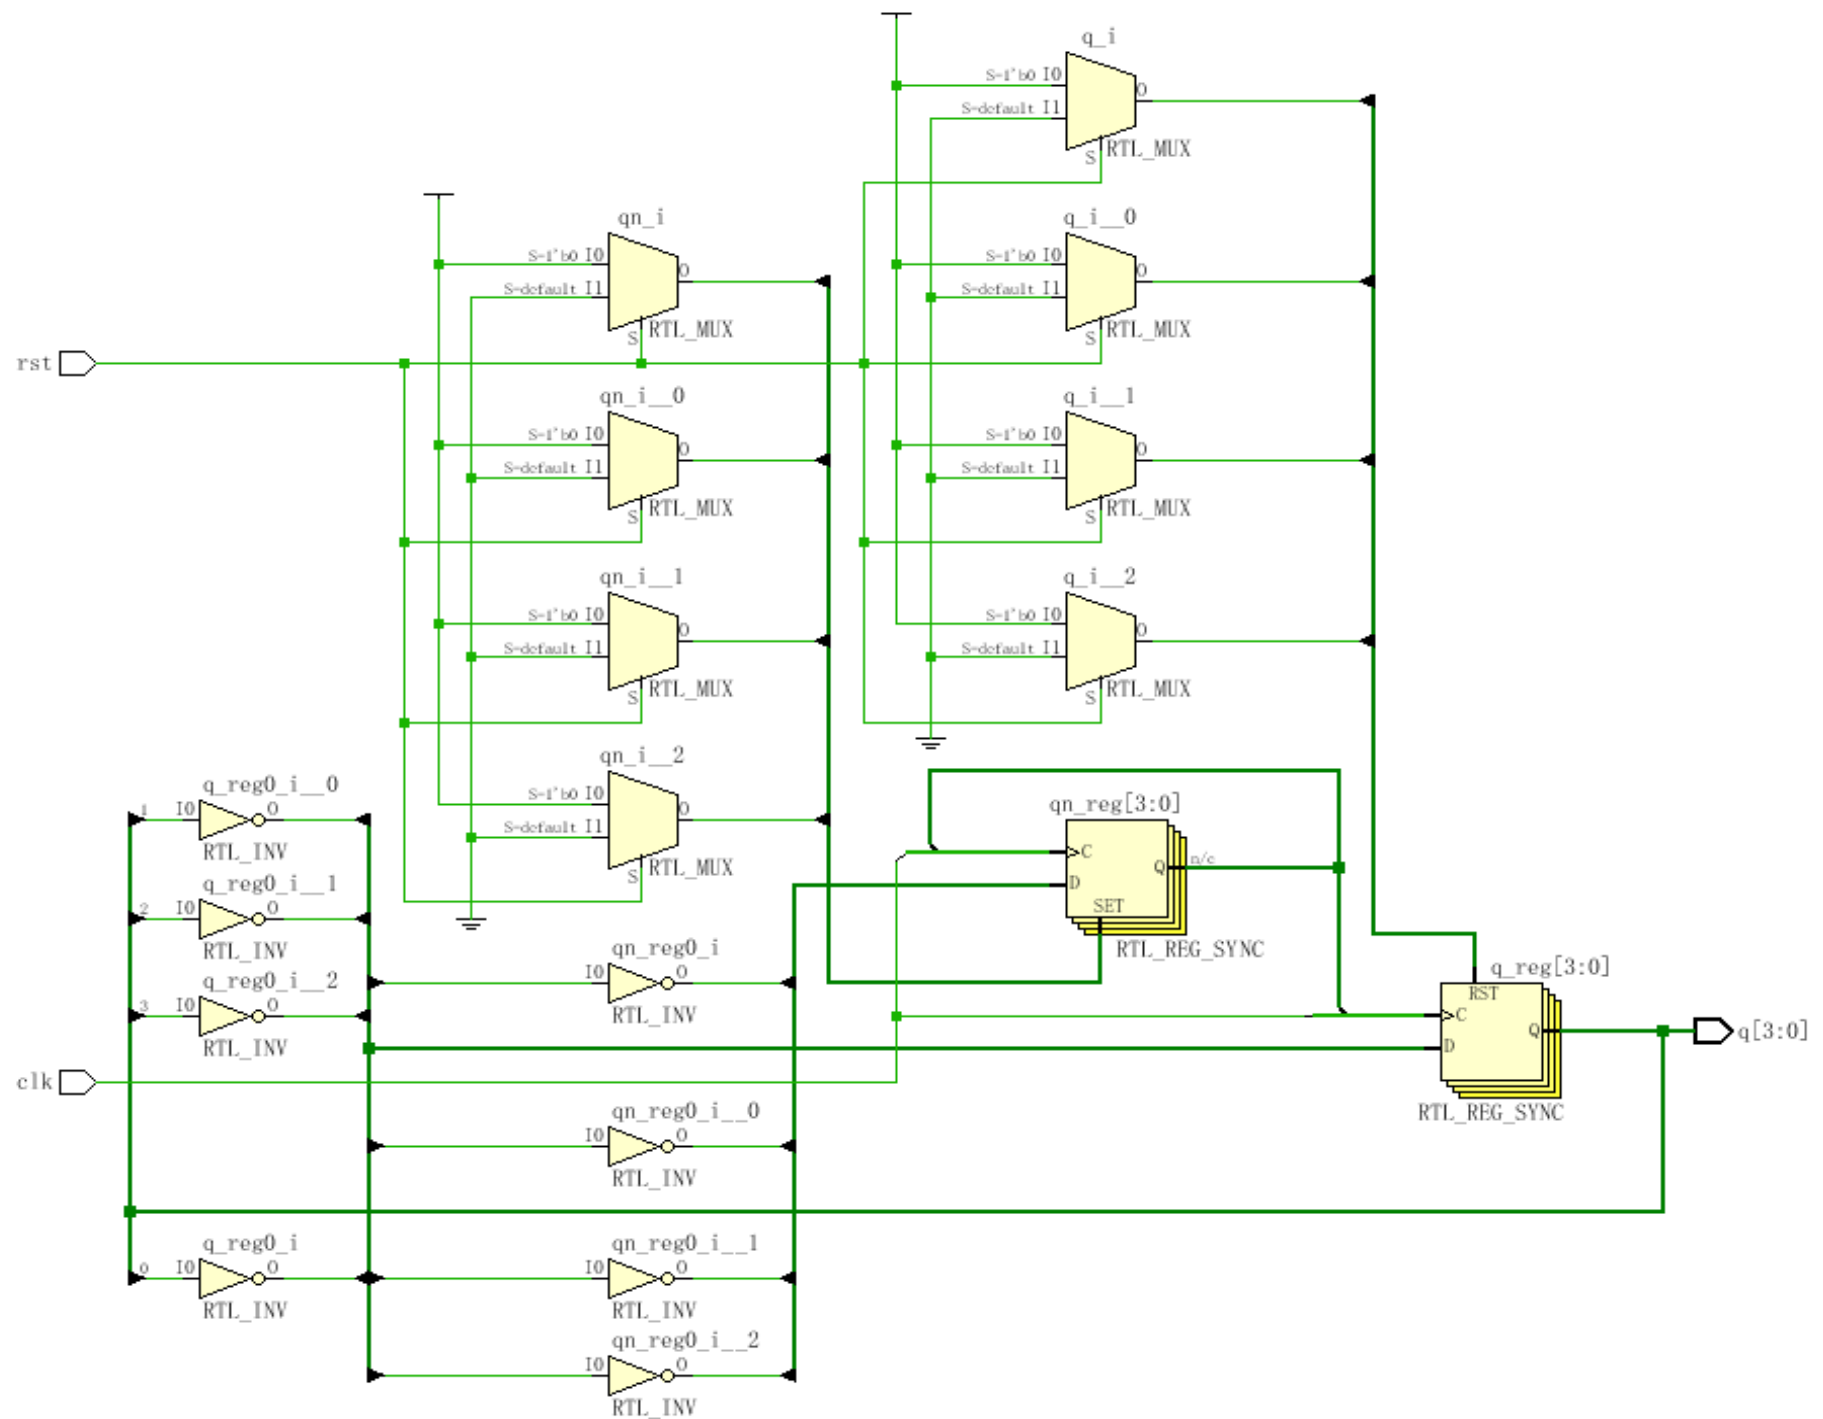 q_i
S=1'b0 I0
S=default I1
O
S
RTL_MUX
qn_i
S=1'b0 I0
S=default I1
O
S
RTL_MUX
q_i__0
S=1'b0 I0
S=default I1
O
S
RTL_MUX
rst
qn_i__0
S=1'b0 I0
S=default I1
O
S
RTL_MUX
q_i__1
S=1'b0 I0
S=default I1
O
S
RTL_MUX
qn_i__1
S=1'b0 I0
S=default I1
O
S
RTL_MUX
q_i__2
S=1'b0 I0
S=default I1
O
S
RTL_MUX
qn_i__2
S=1'b0 I0
S=default I1
O
S
RTL_MUX
q_reg0_i__0
1
I0
O
RTL_INV
q_reg0_i__1
2
I0
O
RTL_INV
q_reg0_i__2
3
I0
O
RTL_INV
qn_reg[3:0]
C
D
Q
n/c
SET
RTL_REG_SYNC
qn_reg0_i
I0
O
RTL_INV
q_reg[3:0]
RST
C
D
Q
RTL_REG_SYNC
q[3:0]
clk
qn_reg0_i__0
I0
O
RTL_INV
q_reg0_i
0
I0
O
RTL_INV
qn_reg0_i__1
I0
O
RTL_INV
qn_reg0_i__2
I0
O
RTL_INV